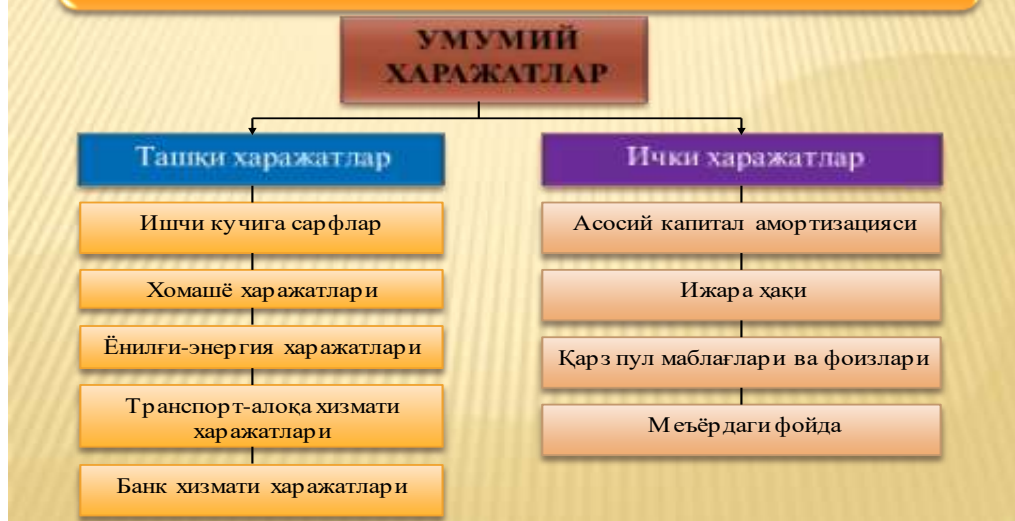 УМУМИЙ
ХАРАЖАТЛАР
Ташқи харажатлар
Ишчи кучига сарфлар
Хомашё харажатлари
Ёнилғи-энергия харажатлари
Транспорт-алоқа хизмати
харажатлари
Банк хизмати харажатлари
Ички харажатлар
Асосий капитал амортизацияси
Ижара ҳақи
Қарз пул маблағлари ва фоизлари
Меъёрдаги фойда